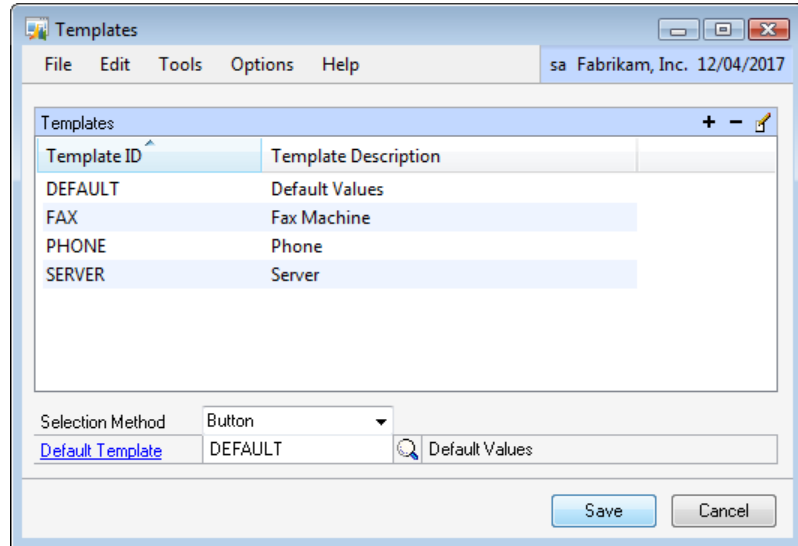 Templates
File Edit Tools Options Help sa Fabrikam, Inc. 12/04/2017
Templates
Template ID Template Description
DEFAULT Default Values
FAX Fax Machine
PHONE Phone
SERVER Server
Selection Method Button
Default Template DEFAULT Default Values
Save Cancel